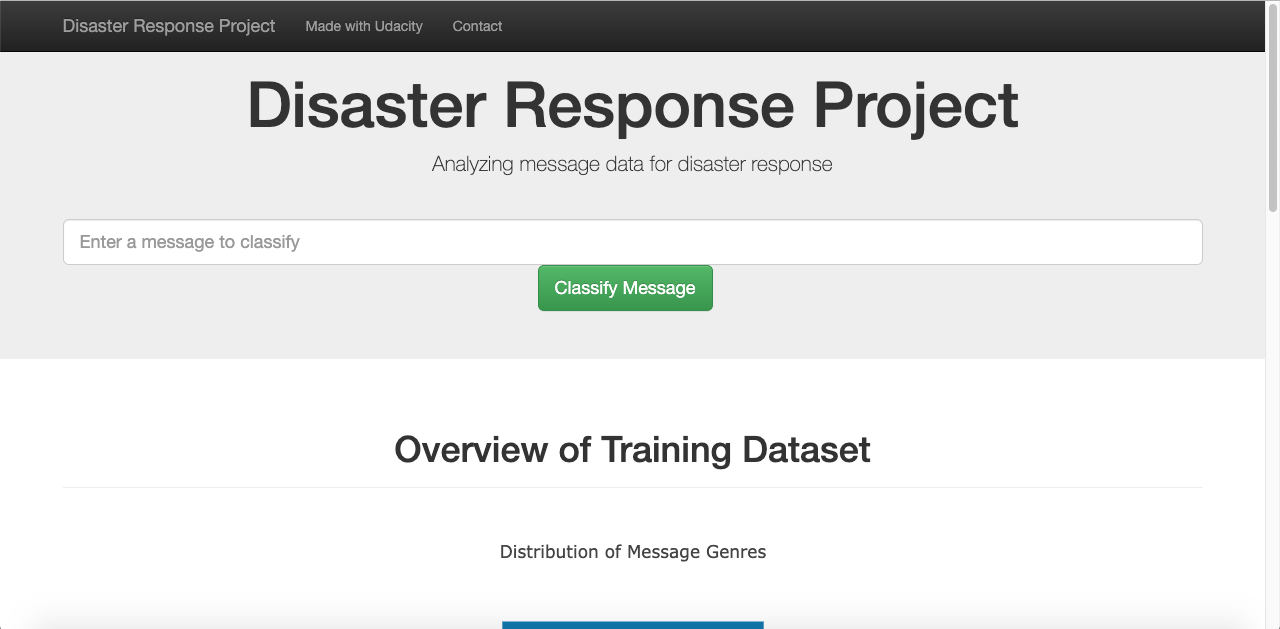 Disaster Response Project Made with Udacity Contact
Disaster Response Project
Analyzing message data for disaster response
Enter a message to classify
Classify Message
Overview of Training Dataset
Distribution of Message Genres